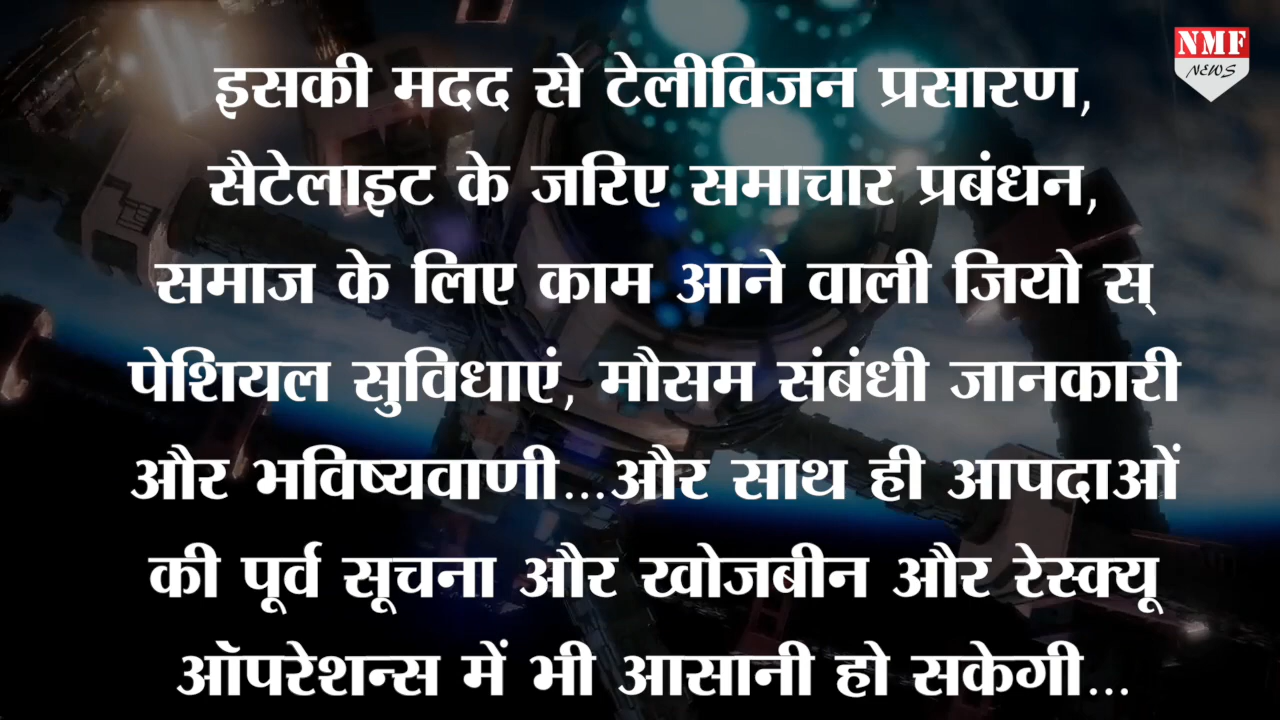 NMF
NEWS
इसकी मदद से टेलीविजन प्रसारण,
सैटेलाइट के जरिए समाचार प्रबंधन,
समाज के लिए काम आने वाली जियो स्
पेशियल सुविधाएं, मौसम संबंधी जानकारी
और भविष्यवाणी...और साथ ही आपदाओं
की पूर्व सूचना और खोजबीन और रेस्क्यू
ऑपरेशन्स में भी आसानी हो सकेगी...